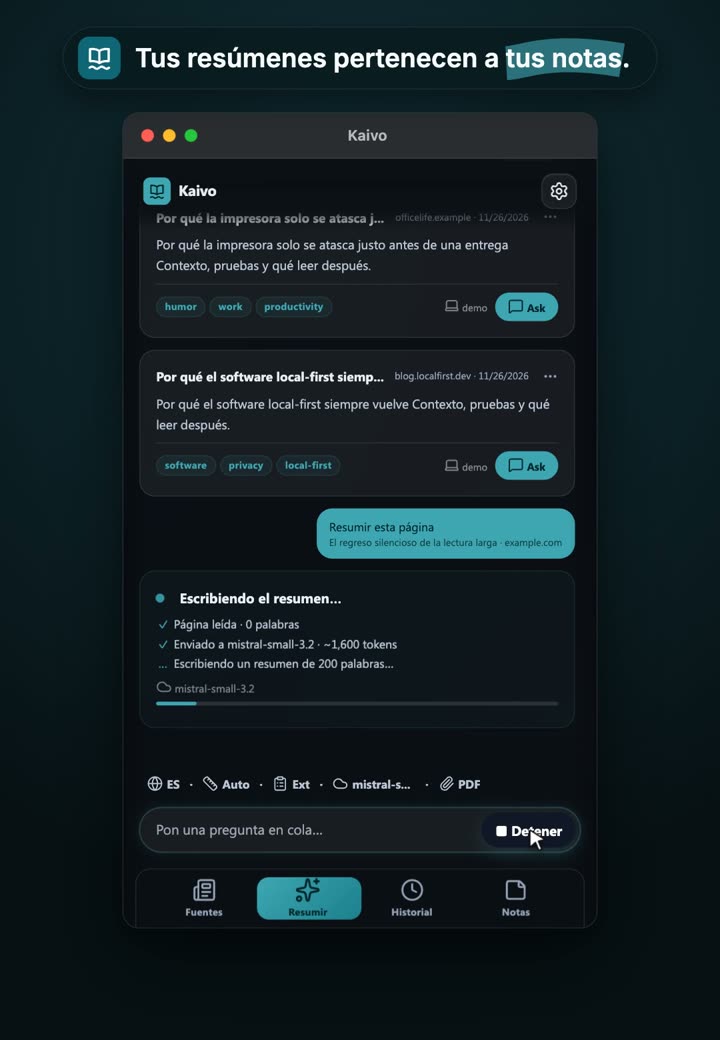 Tus resúmenes pertenecen a tus notas.
Kaivo
Kaivo
Por qué la impresora solo se atasca j... officelife.example · 11/26/2026 ···
Por qué la impresora solo se atasca justo antes de una entrega
Contexto, pruebas y qué leer después.
humor work productivity demo Ask
Por qué el software local-first siemp... blog.localfirst.dev · 11/26/2026 ···
Por qué el software local-first siempre vuelve Contexto, pruebas y qué
leer después.
software privacy local-first demo Ask
Resumir esta página
El regreso silencioso de la lectura larga · example.com
Escribiendo el resumen...
✓ Página leída · 0 palabras
✓ Enviado a mistral-small-3.2 · ~1,600 tokens
... Escribiendo un resumen de 200 palabras...
mistral-small-3.2
ES · Auto · Ext · mistral-s... · PDF
Pon una pregunta en cola... Detener
Fuentes Resumir Historial Notas